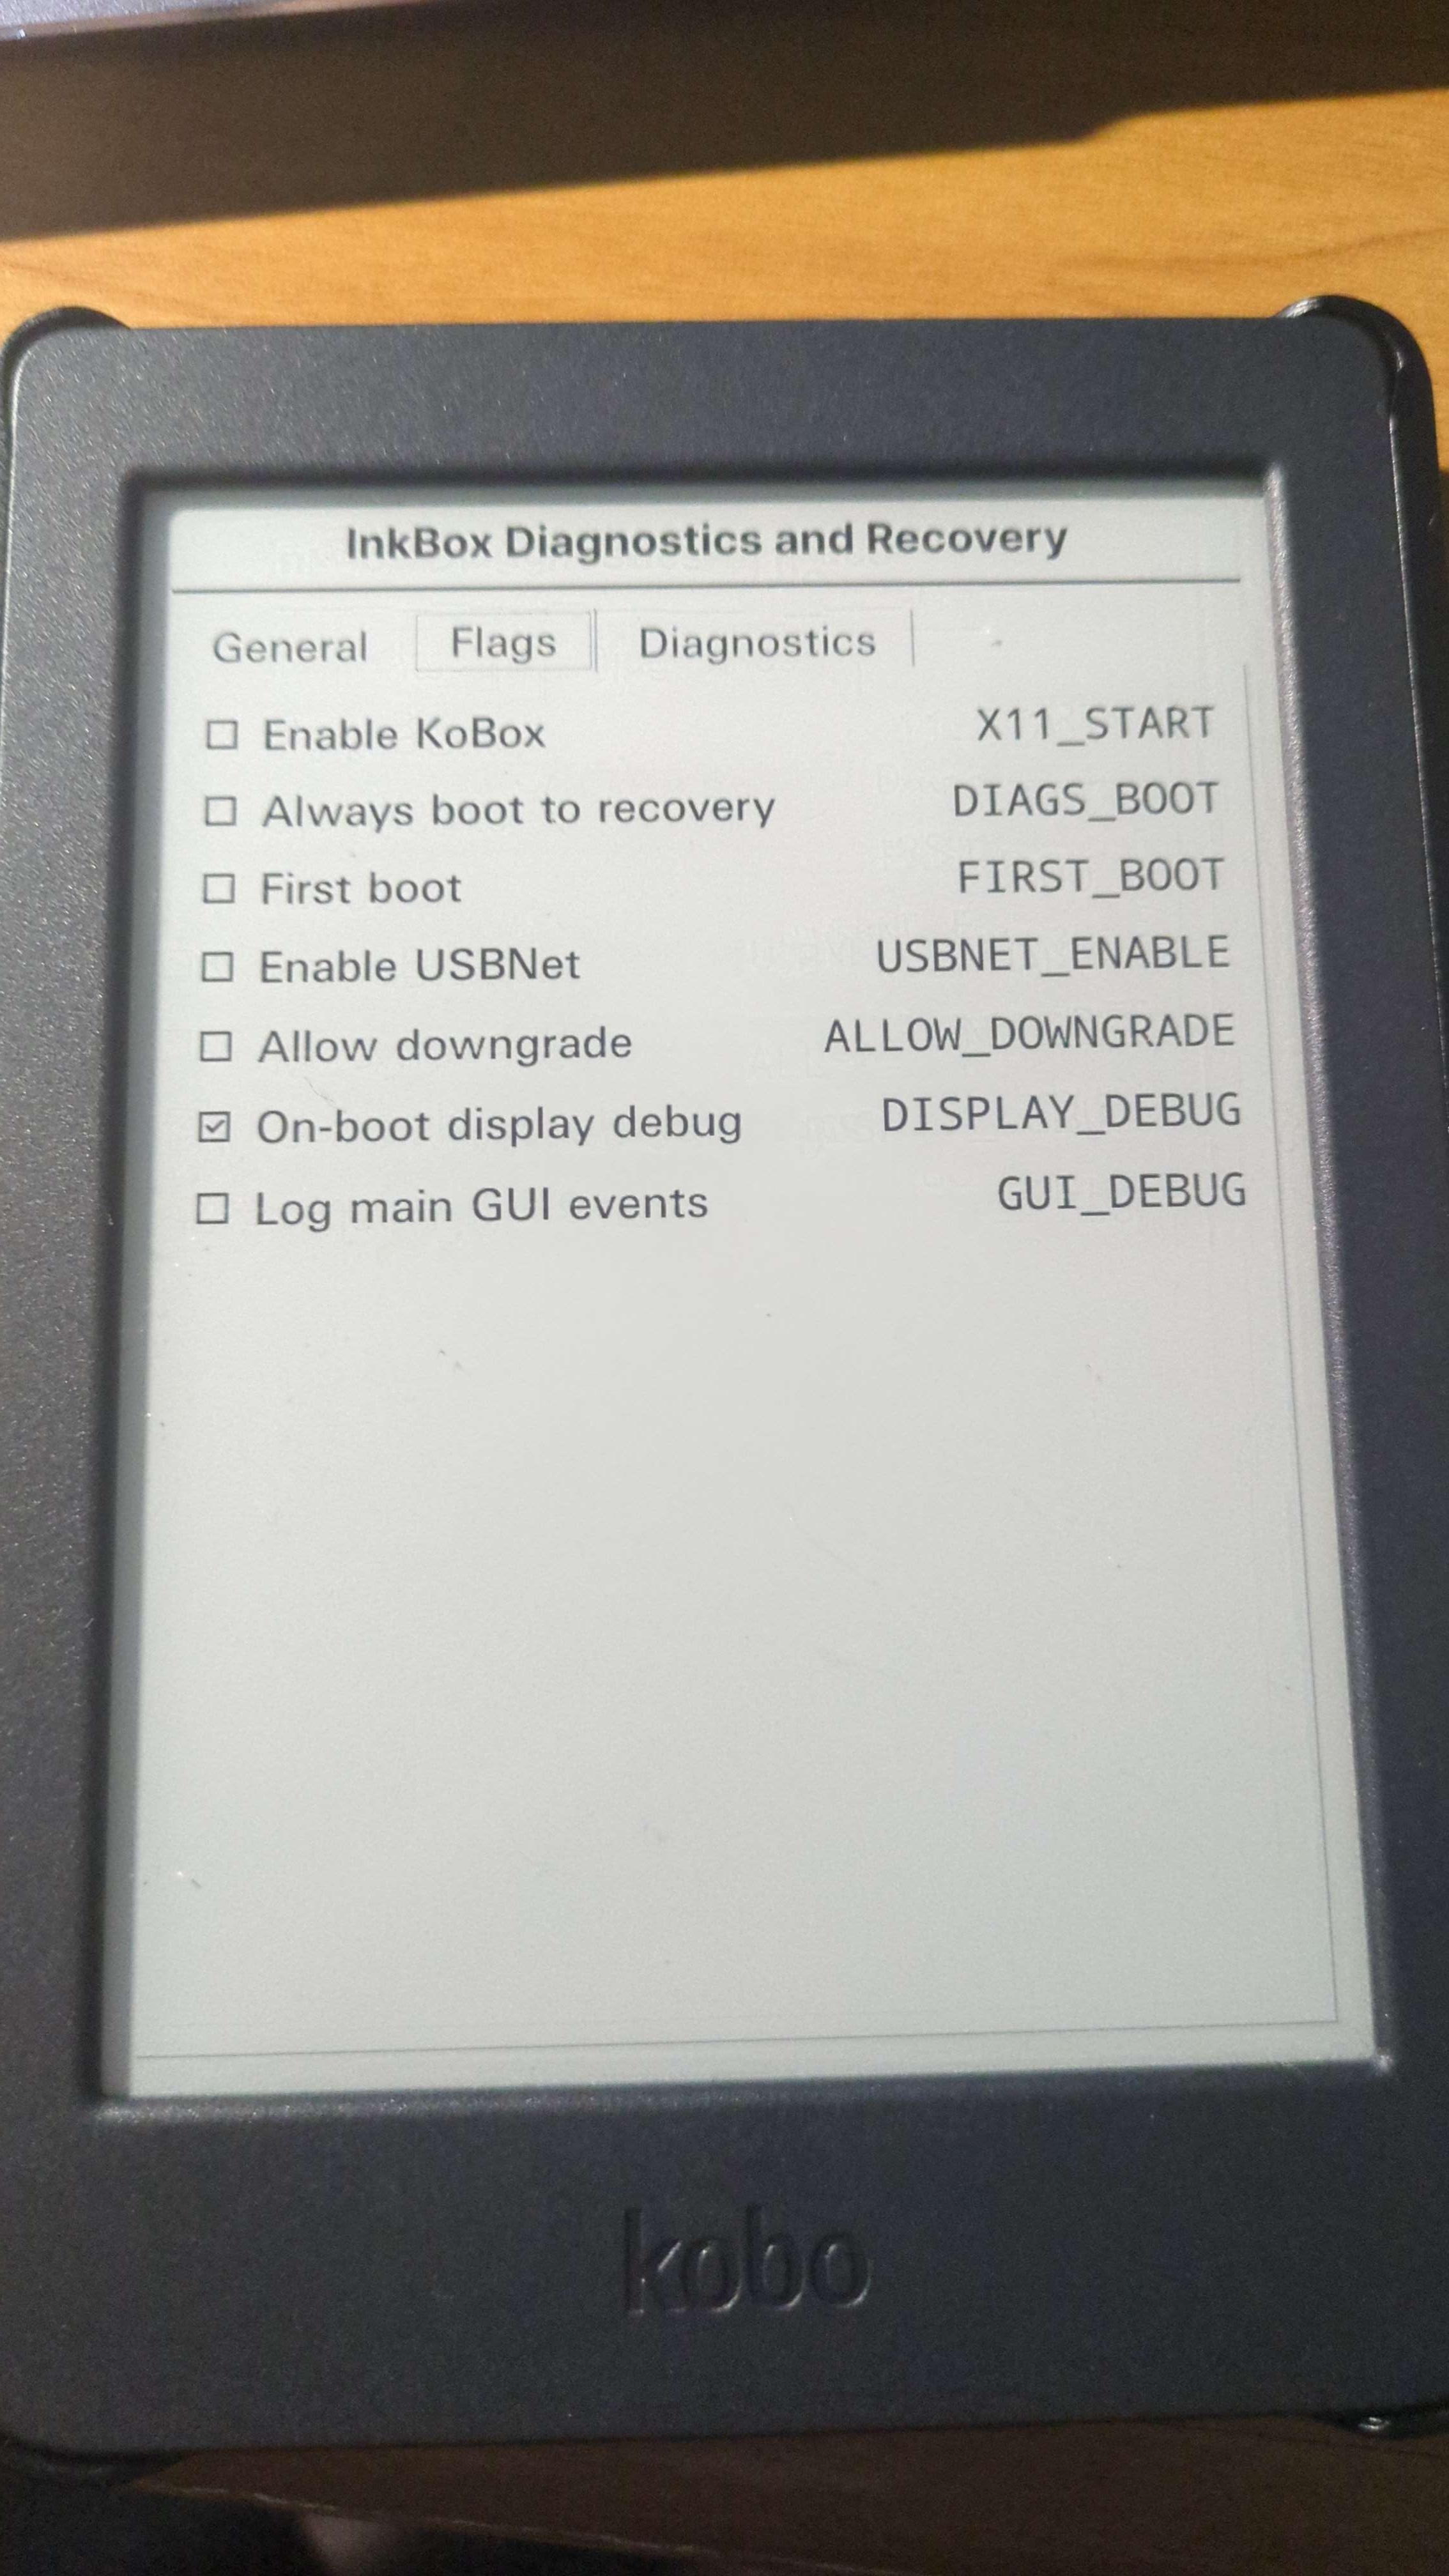 InkBox Diagnostics and Recovery
General Flags Diagnostics
Enable KoBox X11_START
Always boot to recovery DIAGS_BOOT
First boot FIRST_BOOT
Enable USBNet USBNET_ENABLE
Allow downgrade ALLOW_DOWNGRADE
On-boot display debug DISPLAY_DEBUG
Log main GUI events GUI_DEBUG
kobo